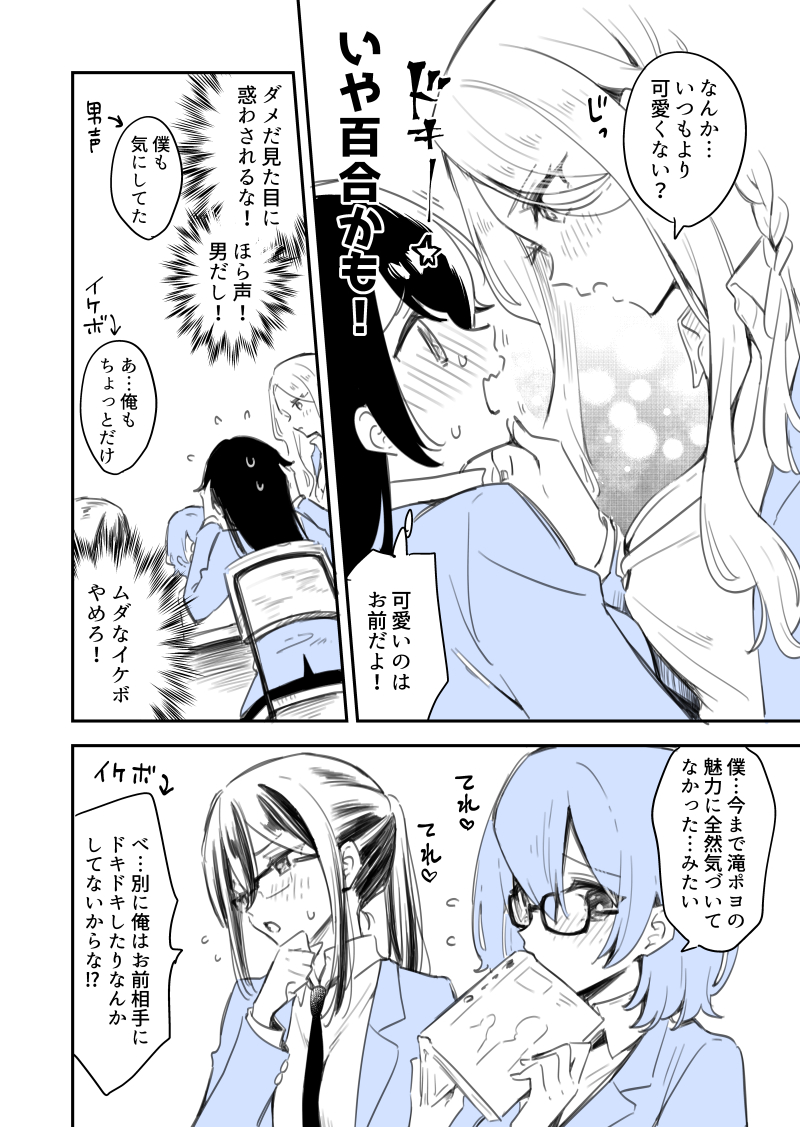 なんか…
いつもより
可愛くない?
じっ
ドキー
いや百合かも!
可愛いのは
お前だよ!
ダメだ見た目に
惑わされるな!
ほら声!
男だし!
男声
僕も
気にしてた
イケボ
あ…俺も
ちょっとだけ
ムダなイケボ
やめろ!
僕…今まで滝ポヨの
魅力に全然気づいて
なかった…みたい
てれ♡
てれ♡
イケボ
べ…別に俺はお前相手に
ドキドキしたりなんか
してないからな!?